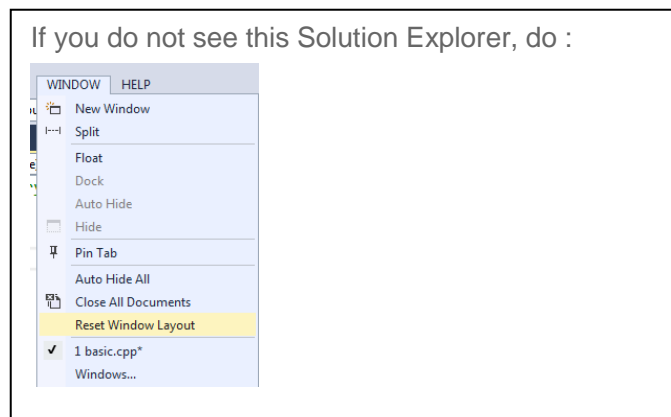 If you do not see this Solution Explorer, do :
WINDOW HELP
New Window
Split
Float
Dock
Auto Hide
Hide
Pin Tab
Auto Hide All
Close All Documents
Reset Window Layout
1 basic.cpp*
Windows...